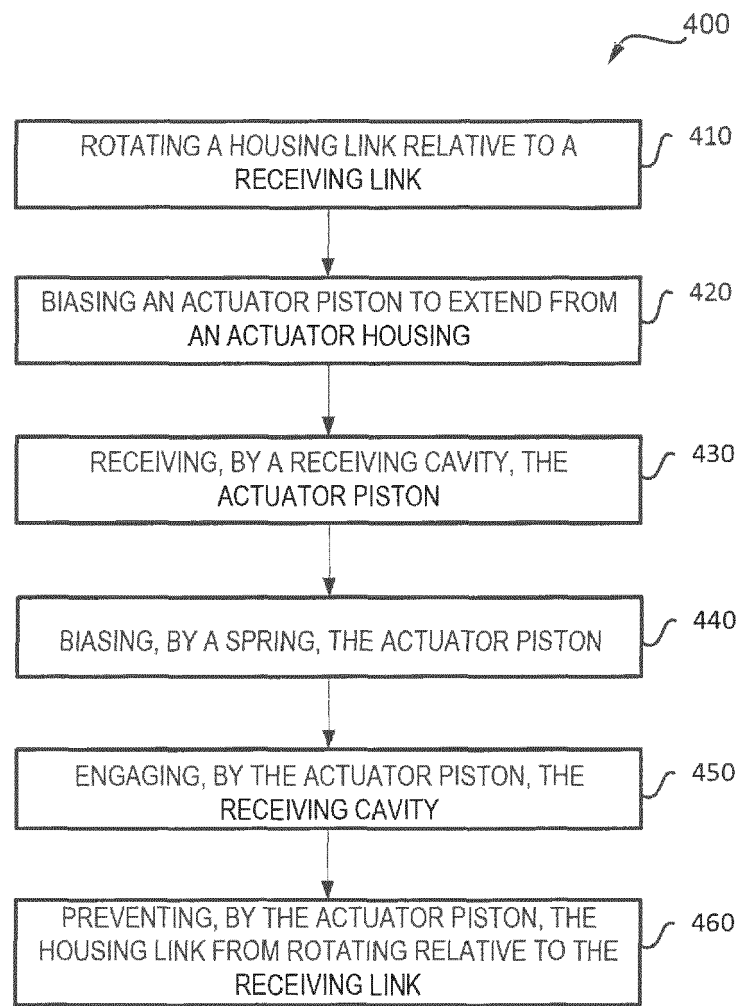 400
ROTATING A HOUSING LINK RELATIVE TO A
RECEIVING LINK
410
BIASING AN ACTUATOR PISTON TO EXTEND FROM
AN ACTUATOR HOUSING
420
RECEIVING, BY A RECEIVING CAVITY, THE
ACTUATOR PISTON
430
BIASING, BY A SPRING, THE ACTUATOR PISTON
440
ENGAGING, BY THE ACTUATOR PISTON, THE
RECEIVING CAVITY
450
PREVENTING, BY THE ACTUATOR PISTON, THE
HOUSING LINK FROM ROTATING RELATIVE TO THE
RECEIVING LINK
460